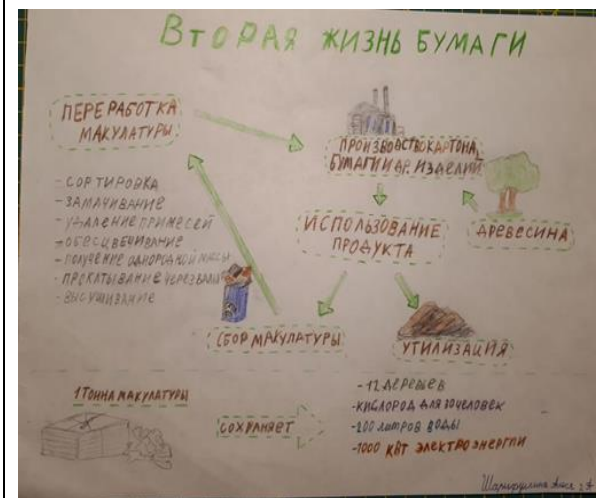 ВТОРАЯ ЖИЗНЬ БУМАГИ
ПЕРЕРАБОТКА
МАКУЛАТУРЫ
- СОРТИРОВКА
- ЗАМАЧИВАНИЕ
- УДАЛЕНИЕ ПРИМЕСЕЙ
- ОБЕСЦВЕЧИВАНИЕ
- ПОЛУЧЕНИЕ ОДНОРОДНОЙ МАССЫ
- ПРОКАТЫВАНИЕ ЧЕРЕЗ ВАЛЫ
- ВЫСУШИВАНИЕ
ПРОИЗВОДСТВО КАРТОНА,
БУМАГИ И ДР. ИЗДЕЛИЙ
ДРЕВЕСИНА
ИСПОЛЬЗОВАНИЕ
ПРОДУКТА
СБОР МАКУЛАТУРЫ
УТИЛИЗАЦИЯ
1 ТОННА МАКУЛАТУРЫ
СОХРАНЯЕТ
- 12 ДЕРЕВЬЕВ
- КИСЛОРОД ДЛЯ 30 ЧЕЛОВЕК
- 200 ЛИТРОВ ВОДЫ
- 1000 КВТ ЭЛЕКТРОЭНЕРГИИ